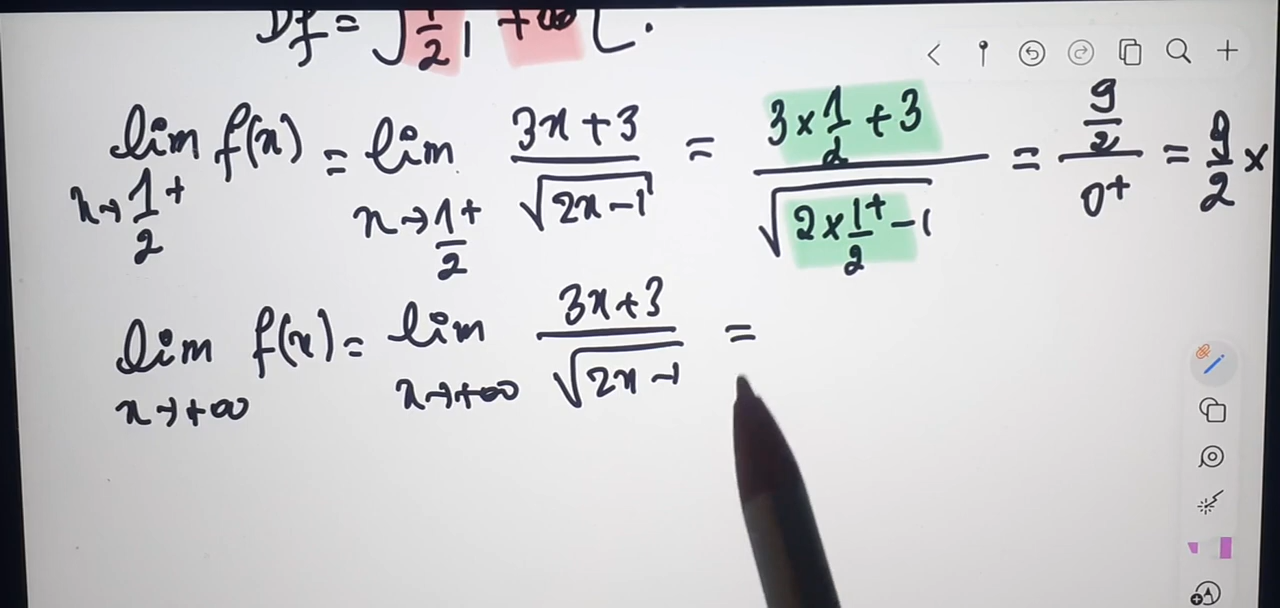 Df = ]1/2, +∞[.
lim x→1/2⁺ f(x) = lim x→1/2⁺ (3x+3)/√(2x-1) = (3×1/2+3)/√(2×1/2⁺-1) = (9/2)/0⁺ = 9/2 ×
lim x→+∞ f(x) = lim x→+∞ (3x+3)/√(2x-1) =